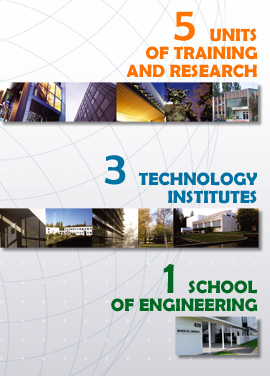 5 UNITS
OF TRAINING
AND RESEARCH
3 TECHNOLOGY
INSTITUTES
1 SCHOOL
OF ENGINEERING